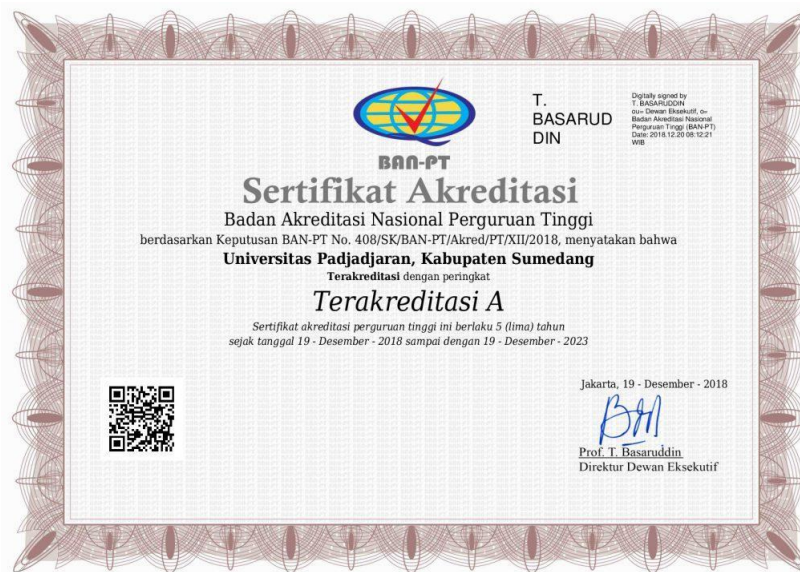 BAN-PT
T.
BASARUD
DIN
Digitally signed by
T. BASARUDDIN
ou= Dewan Eksekutif, o=
Badan Akreditasi Nasional
Perguruan Tinggi (BAN-PT)
Date: 2018.12.20 08:12:21
WIB
Sertifikat Akreditasi
Badan Akreditasi Nasional Perguruan Tinggi
berdasarkan Keputusan BAN-PT No. 408/SK/BAN-PT/Akred/PT/XII/2018, menyatakan bahwa
Universitas Padjadjaran, Kabupaten Sumedang
Terakreditasi dengan peringkat
Terakreditasi A
Sertifikat akreditasi perguruan tinggi ini berlaku 5 (lima) tahun
sejak tanggal 19 - Desember - 2018 sampai dengan 19 - Desember - 2023
Jakarta, 19 - Desember - 2018
Prof. T. Basaruddin
Direktur Dewan Eksekutif